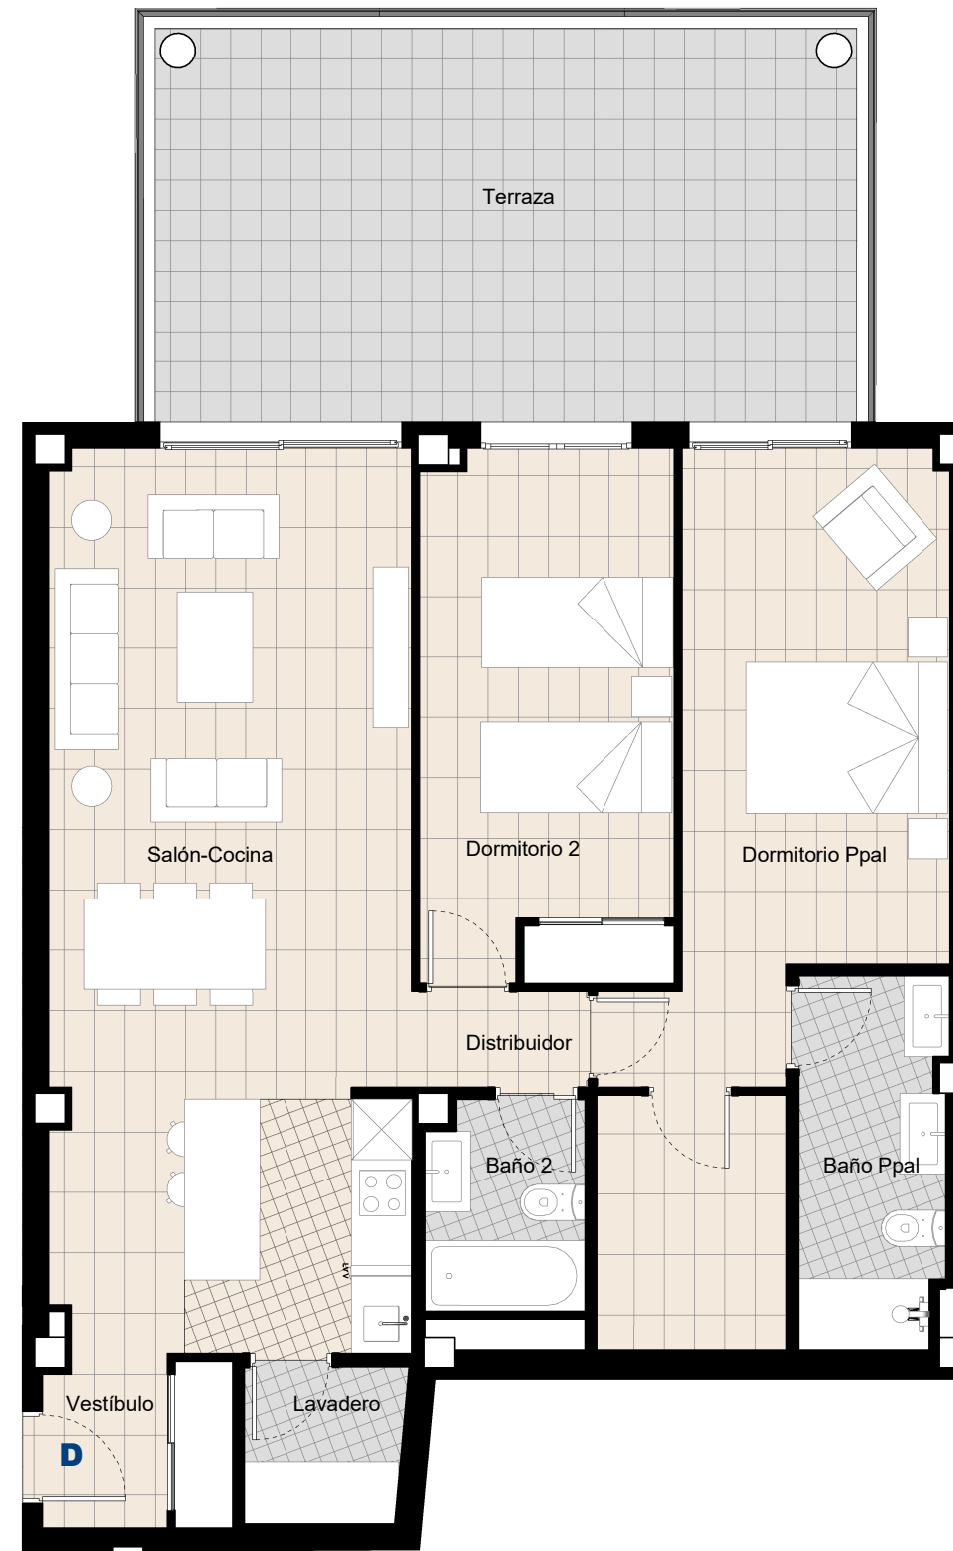 Terraza
Salón-Cocina
Dormitorio 2
Dormitorio Ppal
Distribuidor
Baño 2
Baño Ppal
Vestíbulo
Lavadero
D